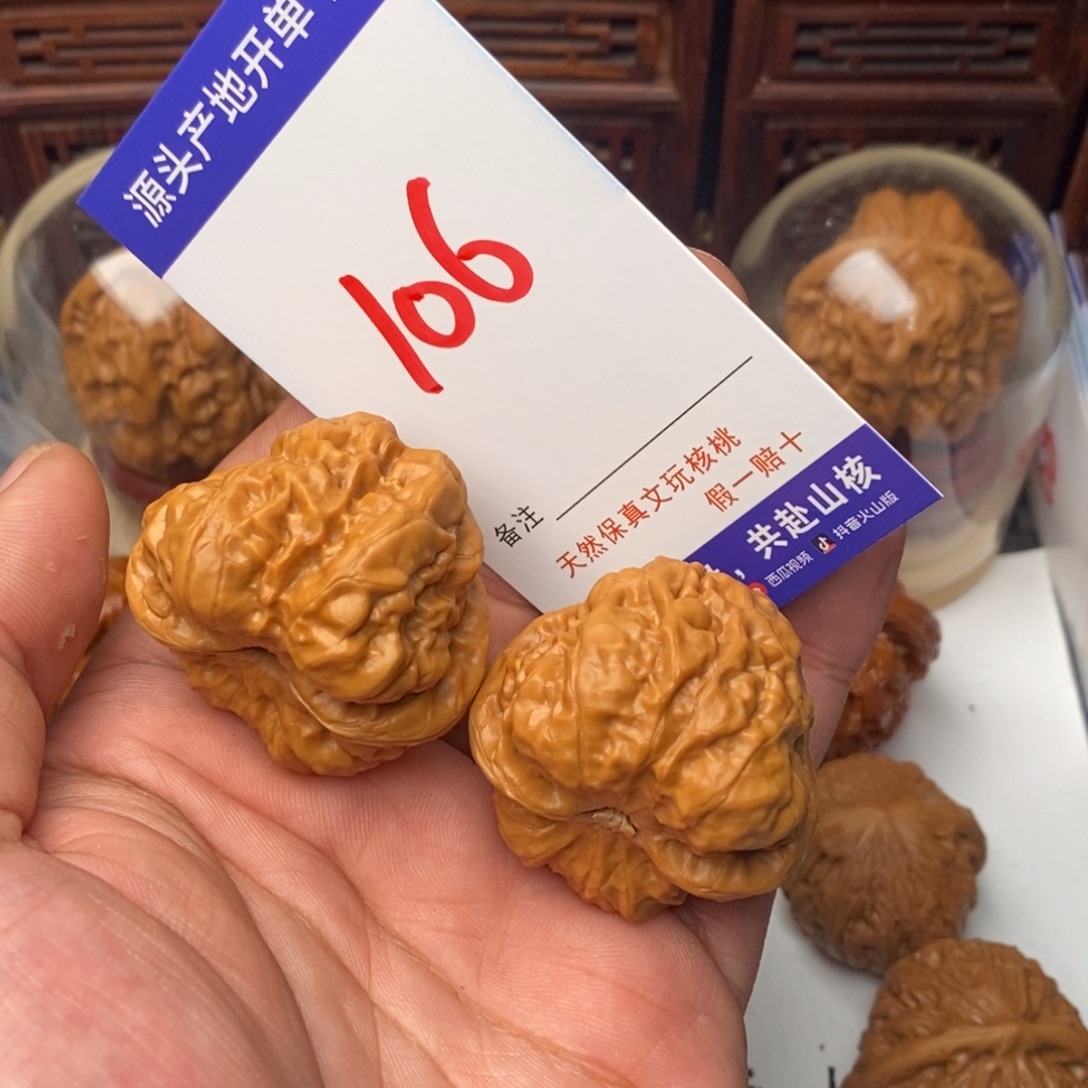 源头产地开单
106
备注
天然保真文玩核桃
假一赔十
，共赴山核
西瓜视频 抖音火山版